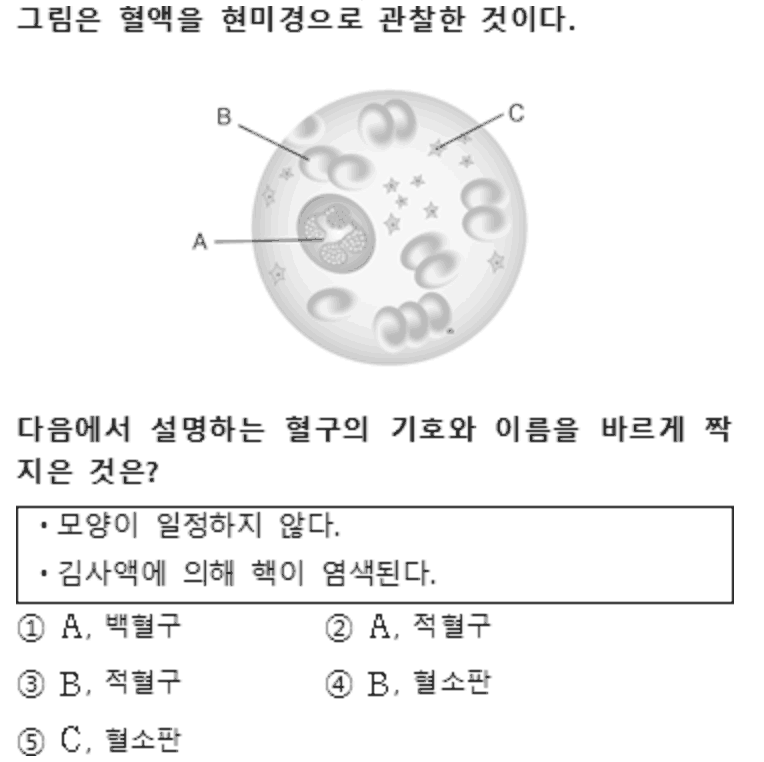 그림은 혈액을 현미경으로 관찰한 것이다.
B
C
A
다음에서 설명하는 혈구의 기호와 이름을 바르게 짝
지은 것은?
・모양이 일정하지 않다.
・김사액에 의해 핵이 염색된다.
① A, 백혈구 ② A, 적혈구
③ B, 적혈구 ④ B, 혈소판
⑤ C, 혈소판